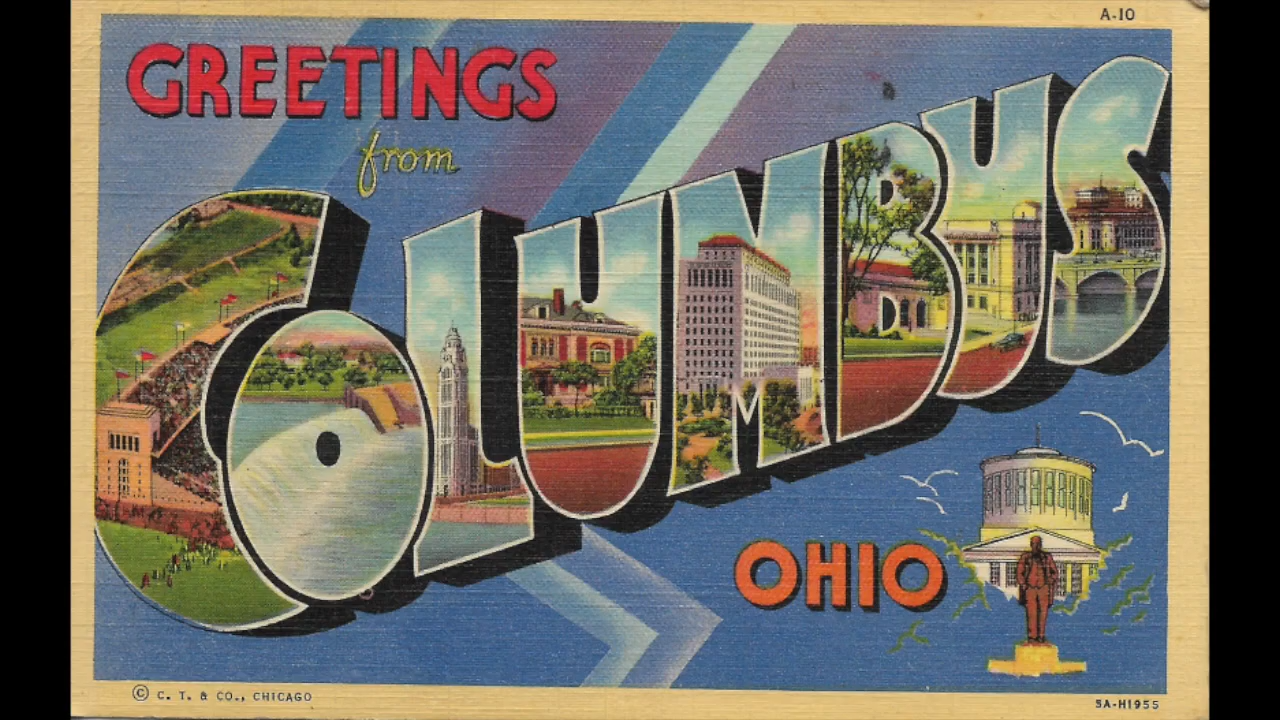 A-10
GREETINGS
from
COLUMBUS
OHIO
© C. T. & CO., CHICAGO
5A-H1955